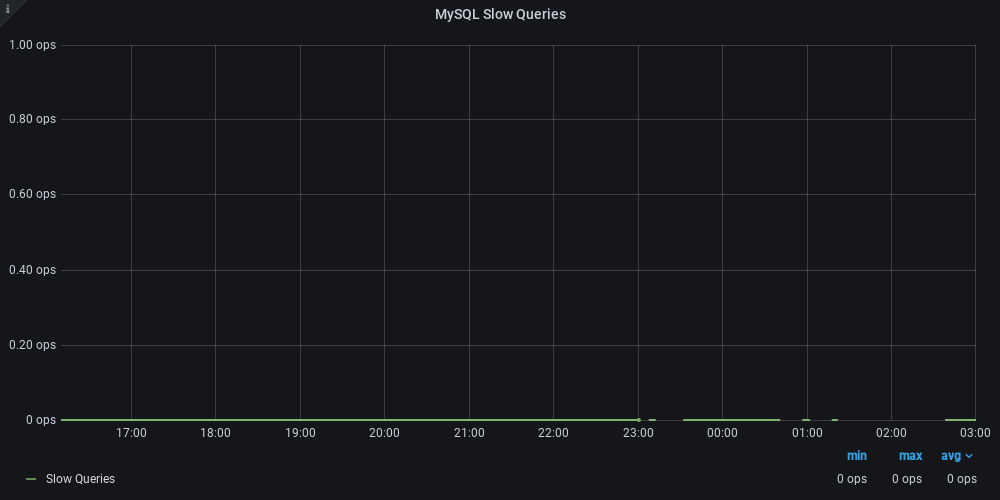 i
MySQL Slow Queries
1.00 ops
0.80 ops
0.60 ops
0.40 ops
0.20 ops
0 ops
17:00 18:00 19:00 20:00 21:00 22:00 23:00 00:00 01:00 02:00 03:00
min max avg
Slow Queries 0 ops 0 ops 0 ops